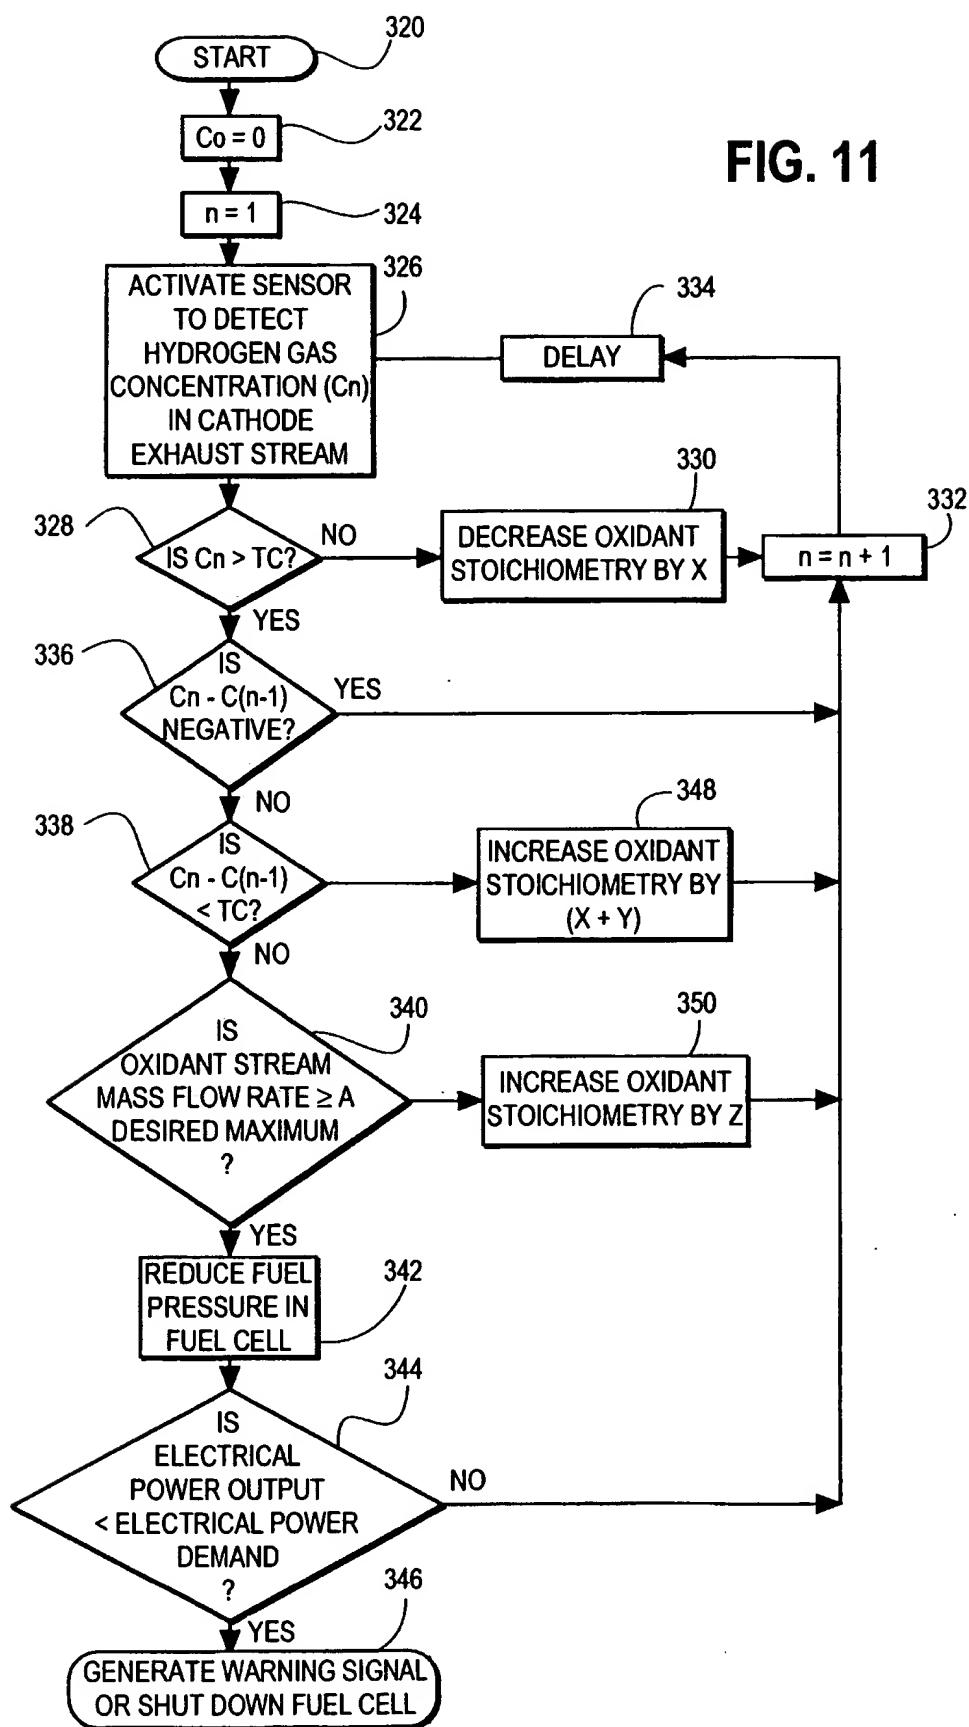 320
START
322
Co = 0
FIG. 11
324
n = 1
326
ACTIVATE SENSOR
TO DETECT
HYDROGEN GAS
CONCENTRATION (Cn)
IN CATHODE
EXHAUST STREAM
334
DELAY
328
IS Cn > TC?
NO
330
DECREASE OXIDANT
STOICHIOMETRY BY X
332
n = n + 1
YES
336
IS
Cn - C(n-1)
NEGATIVE?
YES
NO
338
IS
Cn - C(n-1)
< TC?
348
INCREASE OXIDANT
STOICHIOMETRY BY
(X + Y)
NO
340
IS
OXIDANT STREAM
MASS FLOW RATE ≥ A
DESIRED MAXIMUM
?
350
INCREASE OXIDANT
STOICHIOMETRY BY Z
YES
342
REDUCE FUEL
PRESSURE IN
FUEL CELL
344
IS
ELECTRICAL
POWER OUTPUT
< ELECTRICAL POWER
DEMAND
?
NO
YES
346
GENERATE WARNING SIGNAL
OR SHUT DOWN FUEL CELL